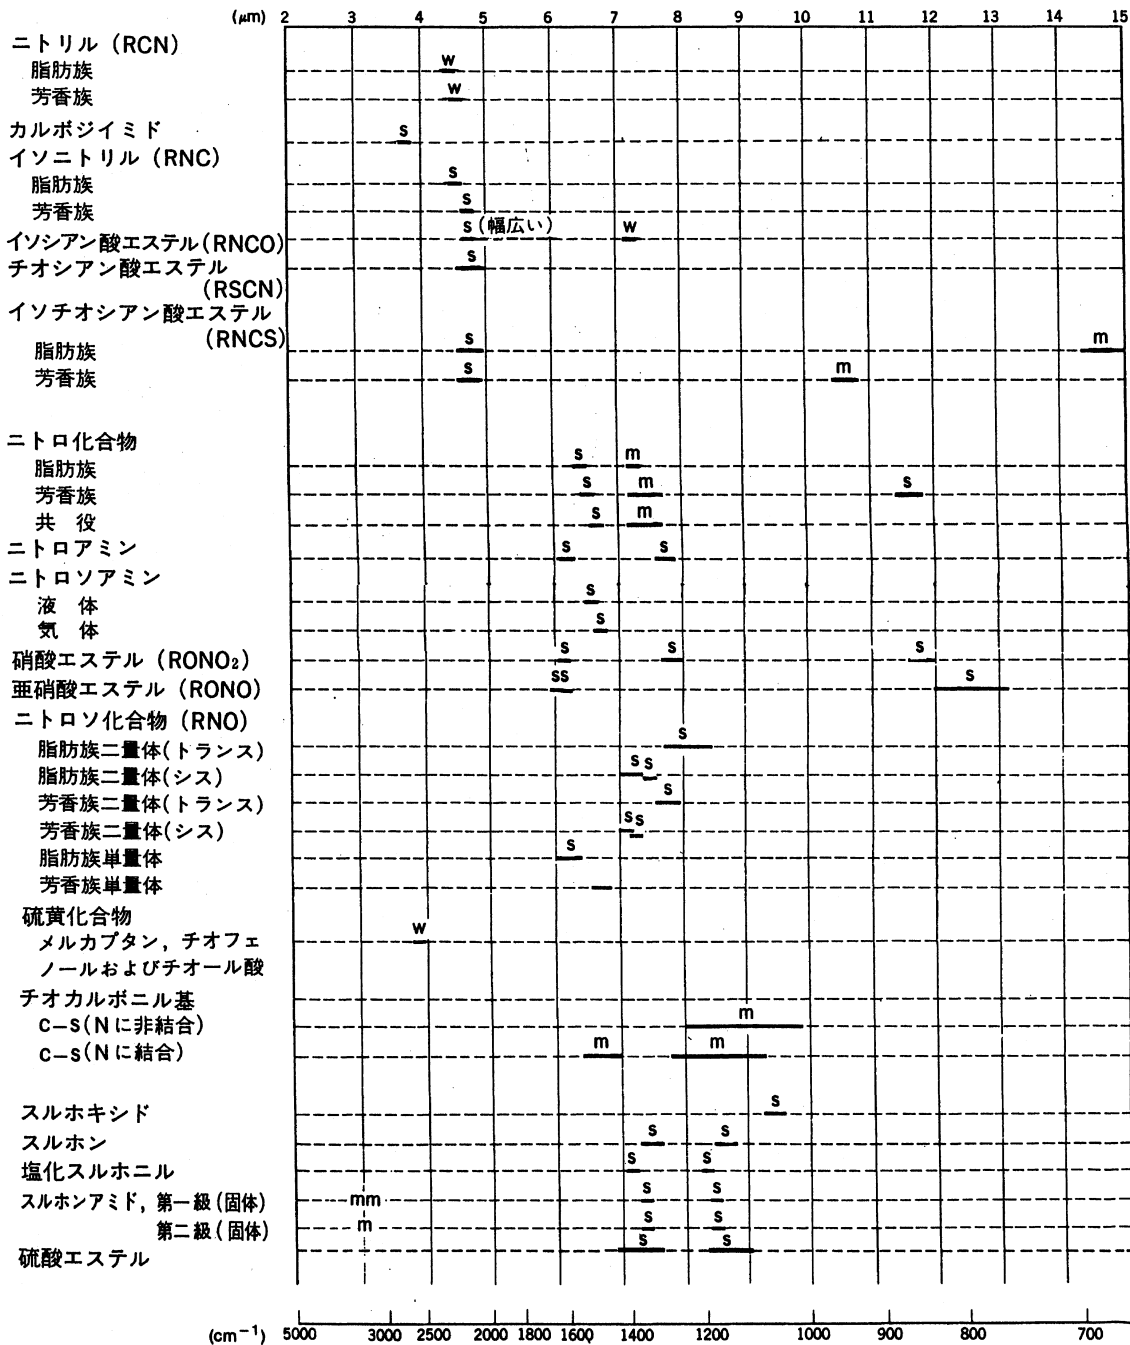 (μm) 2 3 4 5 6 7 8 9 10 11 12 13 14 15
ニトリル (RCN)
w
脂肪族
w
芳香族
カルボジイミド s
イソニトリル (RNC)
s
脂肪族
s
芳香族
s (幅広い) w
イソシアン酸エステル(RNCO)
チオシアン酸エステル s
(RSCN)
イソチオシアン酸エステル
(RNCS) s m
脂肪族
s m
芳香族
ニトロ化合物
s m
脂肪族
s m s
芳香族
s m
共 役
ニトロアミン s s
ニトロソアミン
s
液 体
s
気 体
s s s
硝酸エステル (RONO₂)
ss s
亜硝酸エステル (RONO)
ニトロソ化合物 (RNO)
s
脂肪族二量体(トランス)
s s
脂肪族二量体(シス)
s
芳香族二量体(トランス)
s s
芳香族二量体(シス)
s
脂肪族単量体
芳香族単量体
硫黄化合物
w
メルカプタン, チオフェ
ノールおよびチオール酸
チオカルボニル基
m
C−S(Nに非結合)
m m
C−S(Nに結合)
s
スルホキシド
s s
スルホン
s s
塩化スルホニル
スルホンアミド, 第一級(固体) mm s s
第二級(固体) m s s
s s
硫酸エステル
(cm⁻¹) 5000 3000 2500 2000 1800 1600 1400 1200 1000 900 800 700